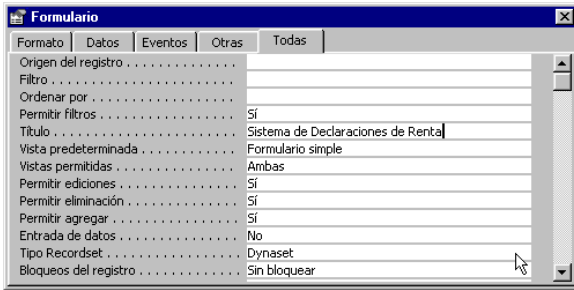 Formulario
Formato Datos Eventos Otras Todas
Origen del registro . . . . . . . . . . . . . .
Filtro . . . . . . . . . . . . . . . . . . . . . . .
Ordenar por . . . . . . . . . . . . . . . . .
Permitir filtros . . . . . . . . . . . . . . . Sí
Título . . . . . . . . . . . . . . . . . . . . . . Sistema de Declaraciones de Renta
Vista predeterminada . . . . . . . . . . . Formulario simple
Vistas permitidas . . . . . . . . . . . . . . Ambas
Permitir ediciones . . . . . . . . . . . . . . Sí
Permitir eliminación . . . . . . . . . . . . . Sí
Permitir agregar . . . . . . . . . . . . . . Sí
Entrada de datos . . . . . . . . . . . . . . No
Tipo Recordset . . . . . . . . . . . . . . . Dynaset
Bloqueos del registro . . . . . . . . . . . . Sin bloquear